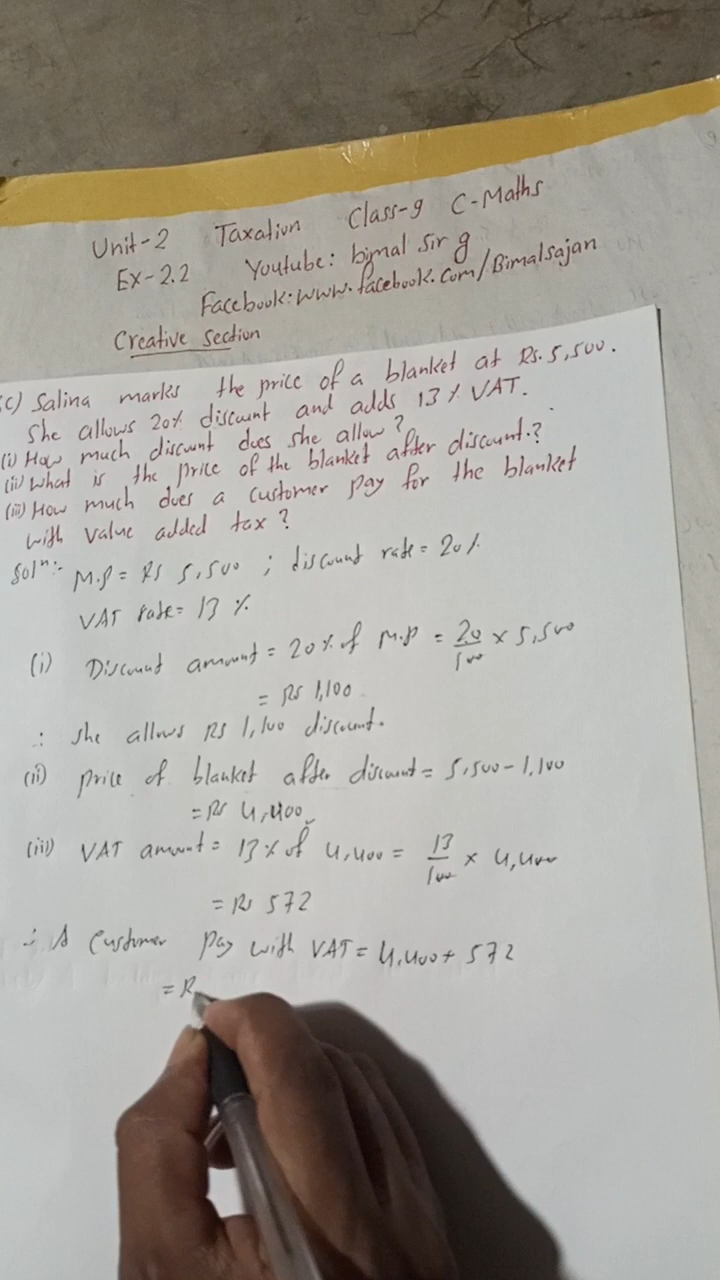 Unit-2 Taxation Class-9 C-Maths
Ex-2.2 Youtube: bimal sir g
Facebook: www.facebook.com/Bimalsajan
Creative section
c) Salina marks the price of a blanket at Rs. 5,500.
She allows 20% discount and adds 13% VAT.
(i) How much discount does she allow?
(ii) What is the price of the blanket after discount.?
(iii) How much does a customer pay for the blanket
with value added tax?
Solⁿ:- M.P = Rs 5,500 ; discount rate = 20%
VAT rate = 13 %
(i) Discount amount = 20% of M.P = 20/100 × 5,500
= Rs 1,100
∴ She allows Rs 1,100 discount.
(ii) Price of blanket after discount = 5,500 - 1,100
= Rs 4,400
(iii) VAT amount = 13% of 4,400 = 13/100 × 4,400
= Rs 572
∴ A Customer Pay with VAT = 4,400 + 572
= R